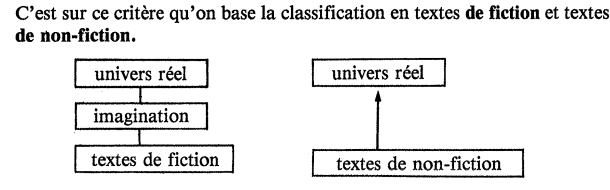 C'est sur ce critère qu'on base la classification en textes de fiction et textes
de non-fiction.
univers réel
imagination
textes de fiction
univers réel
textes de non-fiction